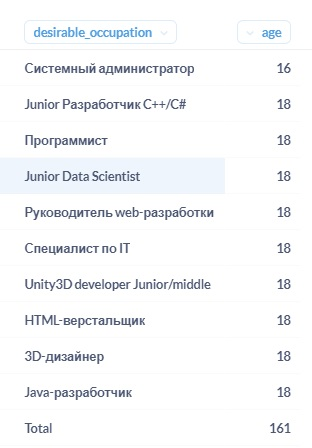 desirable_occupation age
Системный администратор 16
Junior Разработчик C++/C# 18
Программист 18
Junior Data Scientist 18
Руководитель web-разработки 18
Специалист по IT 18
Unity3D developer Junior/middle 18
HTML-верстальщик 18
3D-дизайнер 18
Java-разработчик 18
Total 161